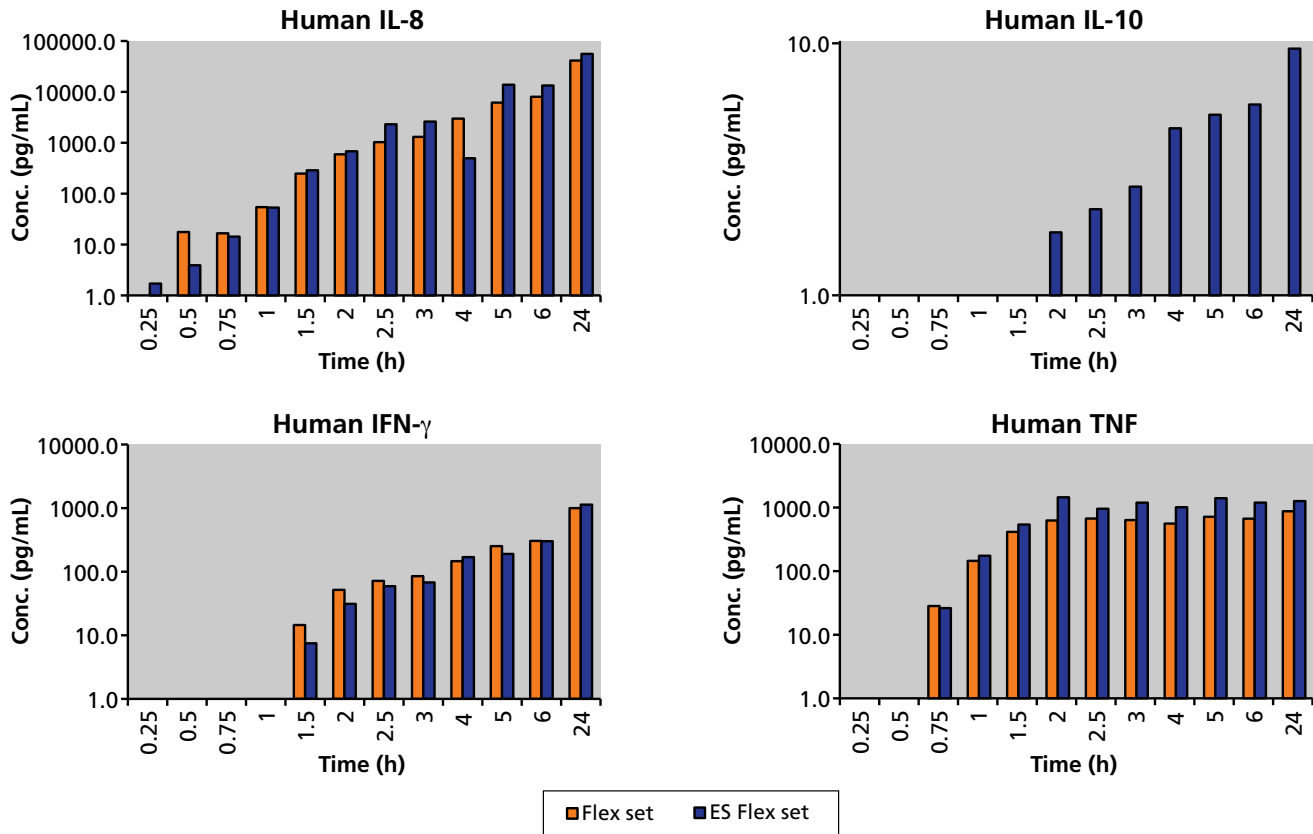 Human IL-8
Conc. (pg/mL)
100000.0
10000.0
1000.0
100.0
10.0
1.0
0.25 0.5 0.75 1 1.5 2 2.5 3 4 5 6 24
Time (h)
Human IL-10
Conc. (pg/mL)
10.0
1.0
0.25 0.5 0.75 1 1.5 2 2.5 3 4 5 6 24
Time (h)
Human IFN-γ
Conc. (pg/mL)
10000.0
1000.0
100.0
10.0
1.0
0.25 0.5 0.75 1 1.5 2 2.5 3 4 5 6 24
Time (h)
Human TNF
Conc. (pg/mL)
10000.0
1000.0
100.0
10.0
1.0
0.25 0.5 0.75 1 1.5 2 2.5 3 4 5 6 24
Time (h)
Flex set ES Flex set